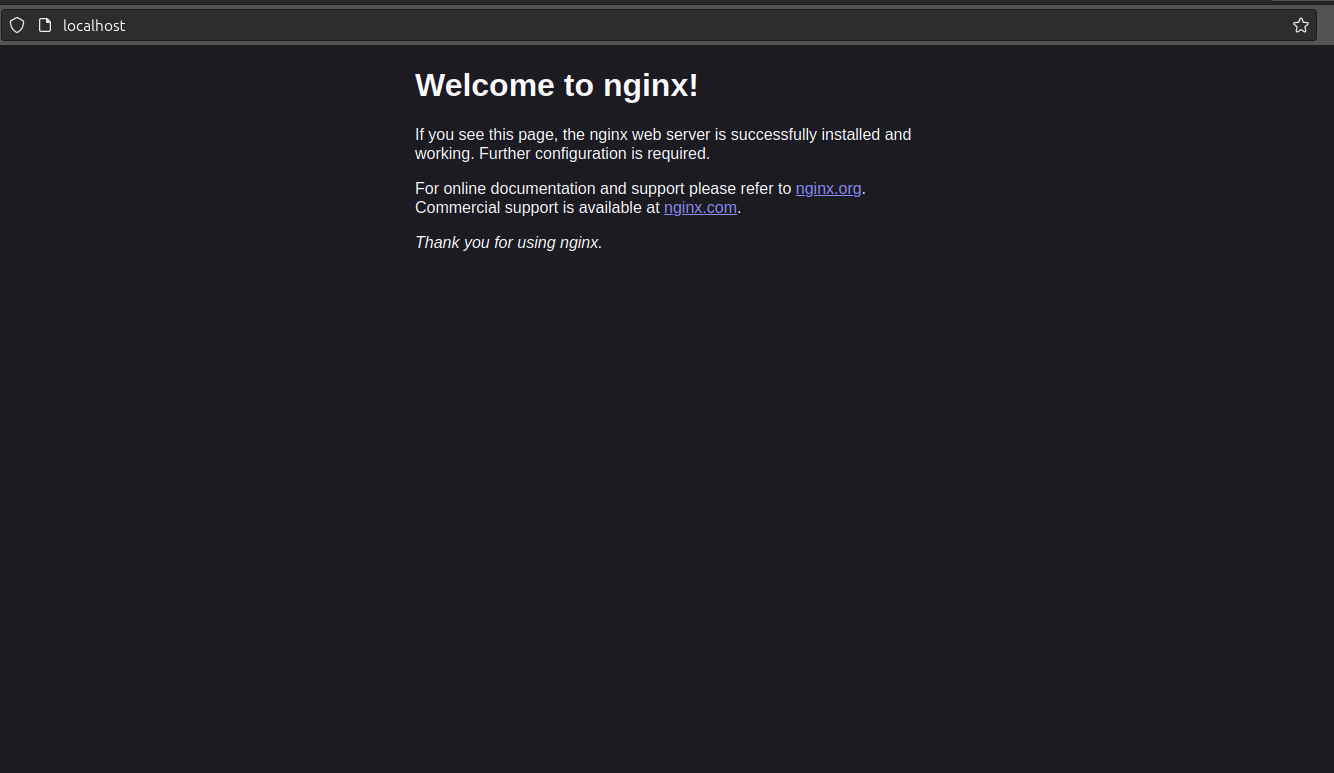 localhost
Welcome to nginx!
If you see this page, the nginx web server is successfully installed and
working. Further configuration is required.
For online documentation and support please refer to nginx.org.
Commercial support is available at nginx.com.
Thank you for using nginx.